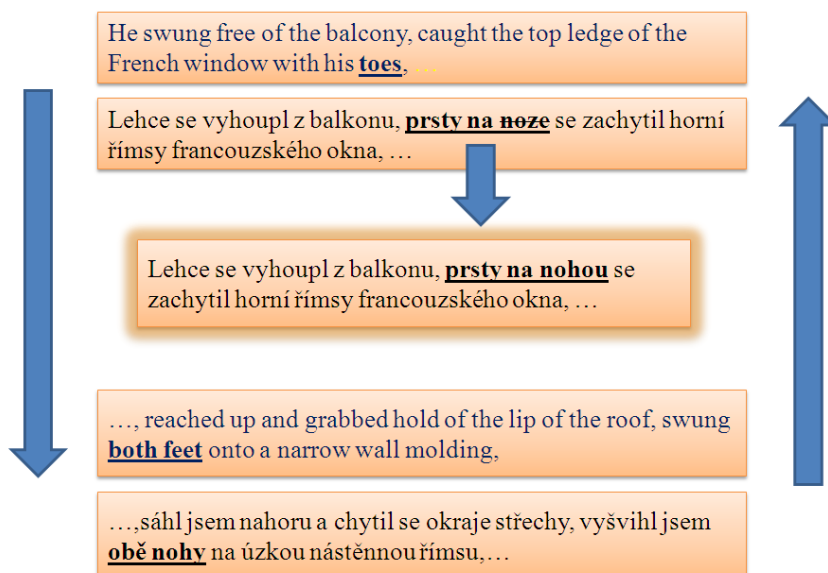 He swung free of the balcony, caught the top ledge of the
French window with his toes, …
Lehce se vyhoupl z balkonu, prsty na noze se zachytil horní
římsy francouzského okna, …
Lehce se vyhoupl z balkonu, prsty na nohou se
zachytil horní římsy francouzského okna, …
…, reached up and grabbed hold of the lip of the roof, swung
both feet onto a narrow wall molding,
…,sáhl jsem nahoru a chytil se okraje střechy, vyšvihl jsem
obě nohy na úzkou nástěnnou římsu,…